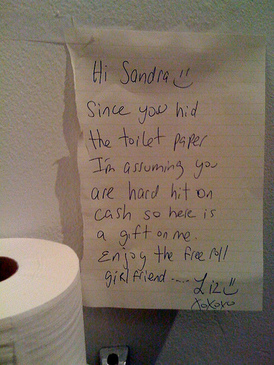 Hi Sandra
Since you hid
the toilet paper
I'm assuming you
are hard hit on
cash so here is
a gift on me.
Enjoy the free roll
girlfriend.... Liz
xoxoxo